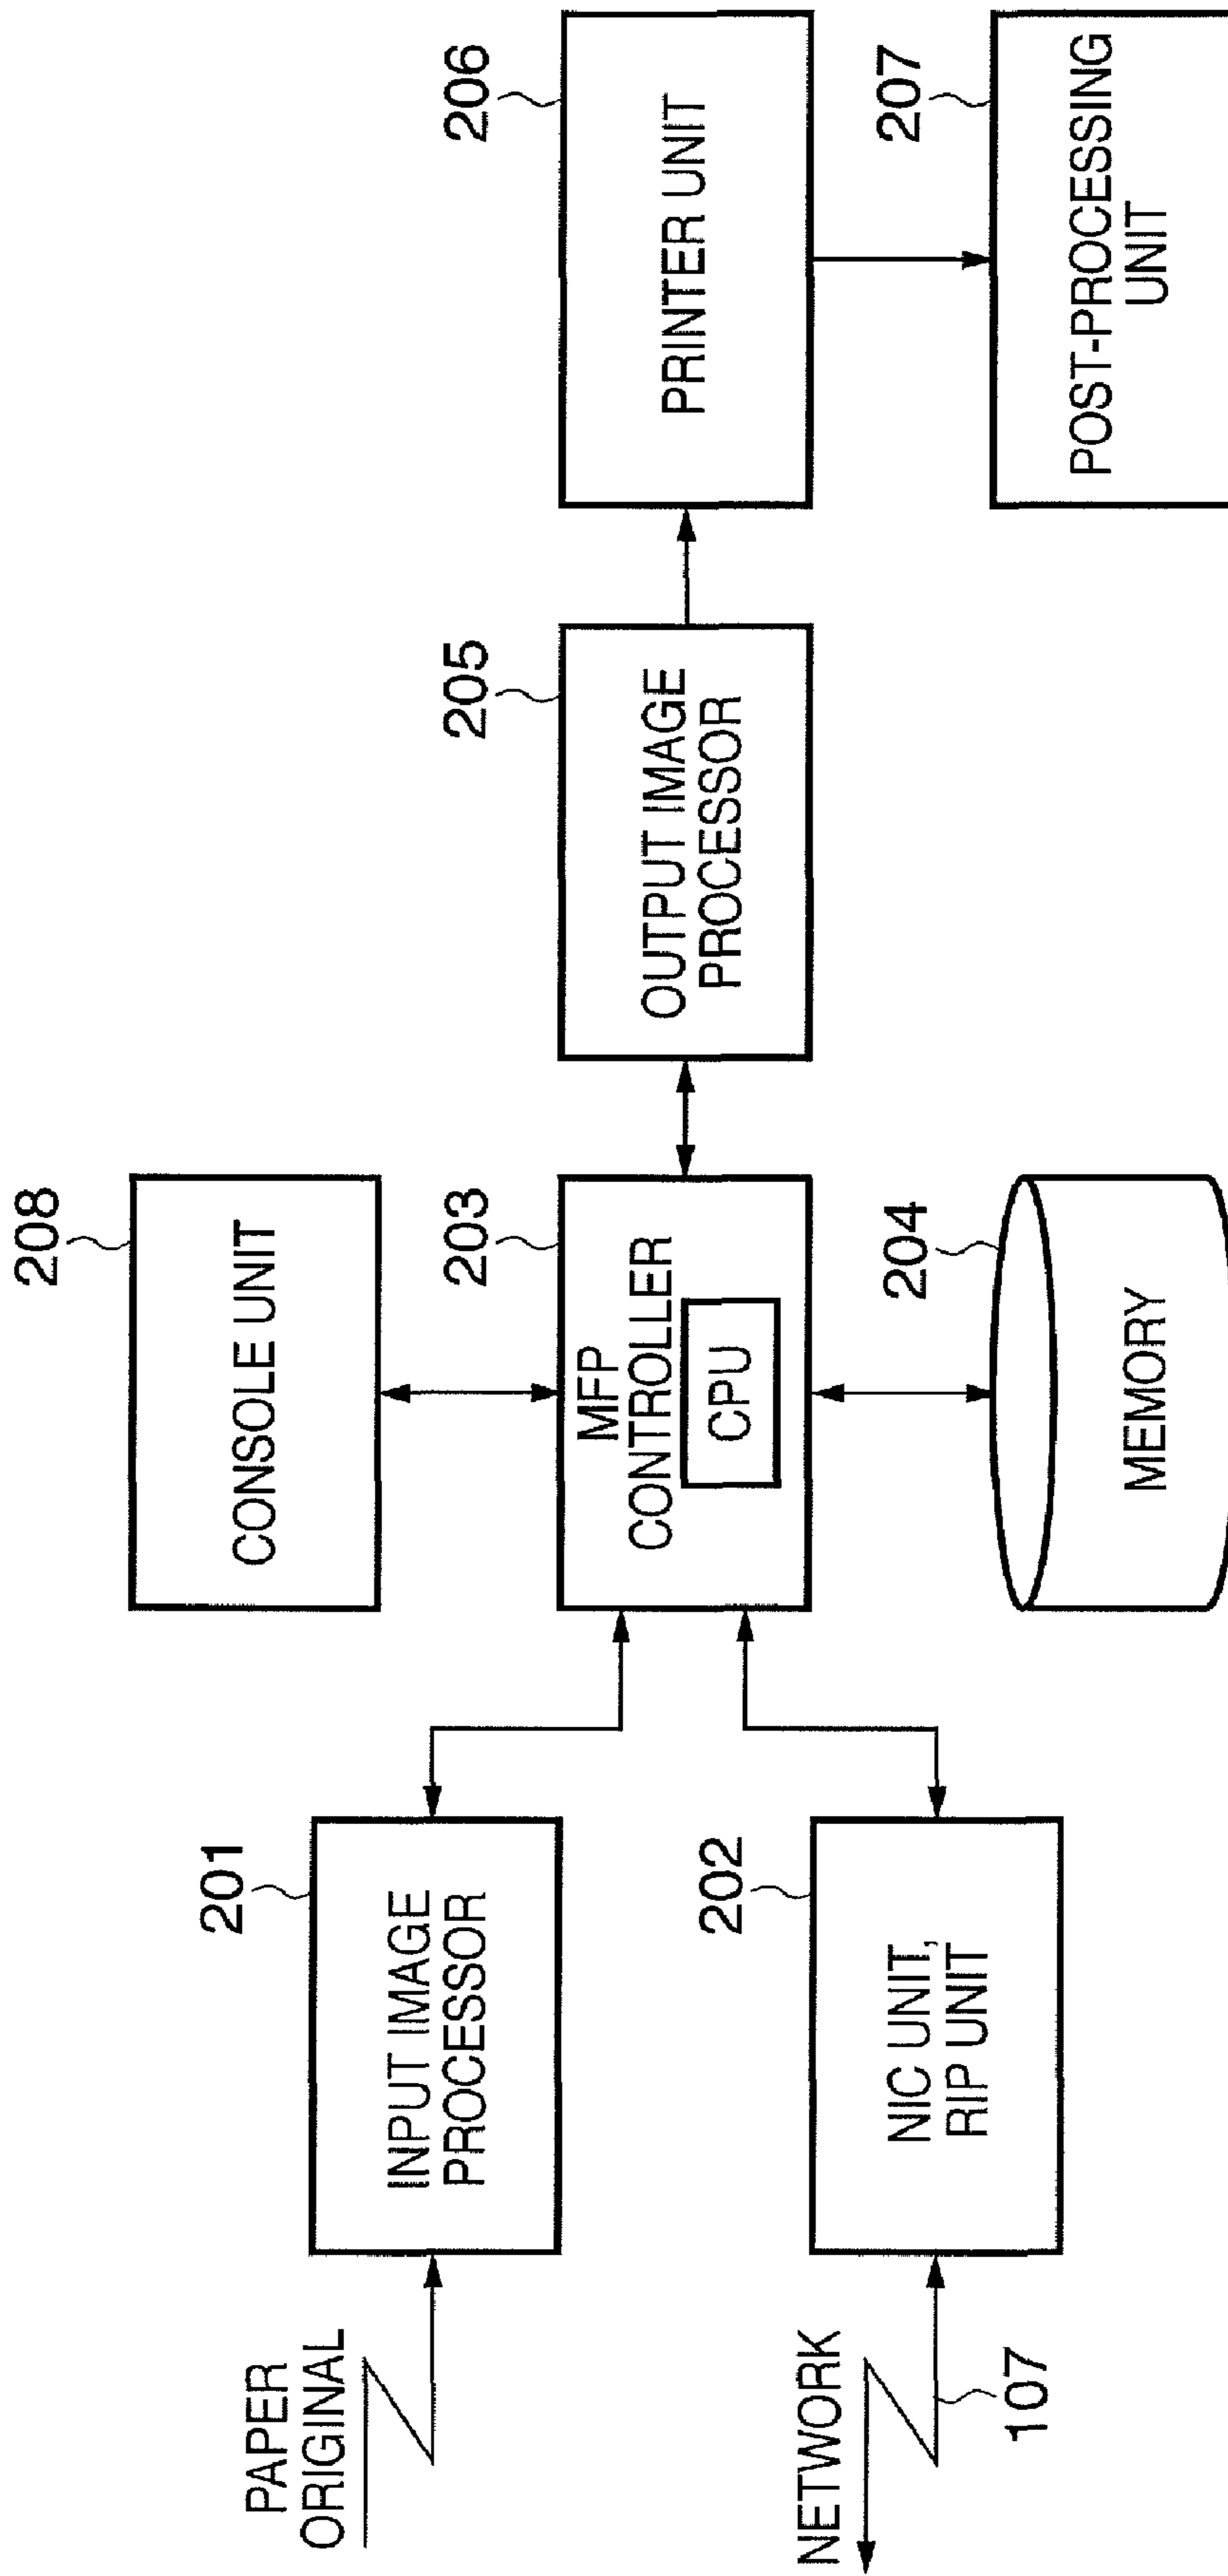 PAPER
ORIGINAL
201
INPUT IMAGE
PROCESSOR
NETWORK
107
202
NIC UNIT,
RIP UNIT
208
CONSOLE UNIT
203
MFP
CONTROLLER
CPU
204
MEMORY
205
OUTPUT IMAGE
PROCESSOR
206
PRINTER UNIT
207
POST-PROCESSING
UNIT